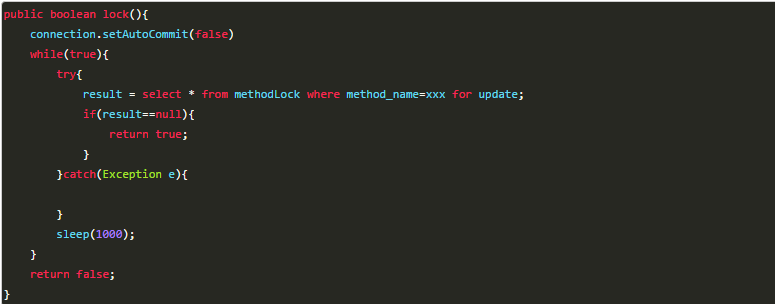 public boolean lock(){
    connection.setAutoCommit(false)
    while(true){
        try{
            result = select * from methodLock where method_name=xxx for update;
            if(result==null){
                return true;
            }
        }catch(Exception e){

        }
        sleep(1000);
    }
    return false;
}